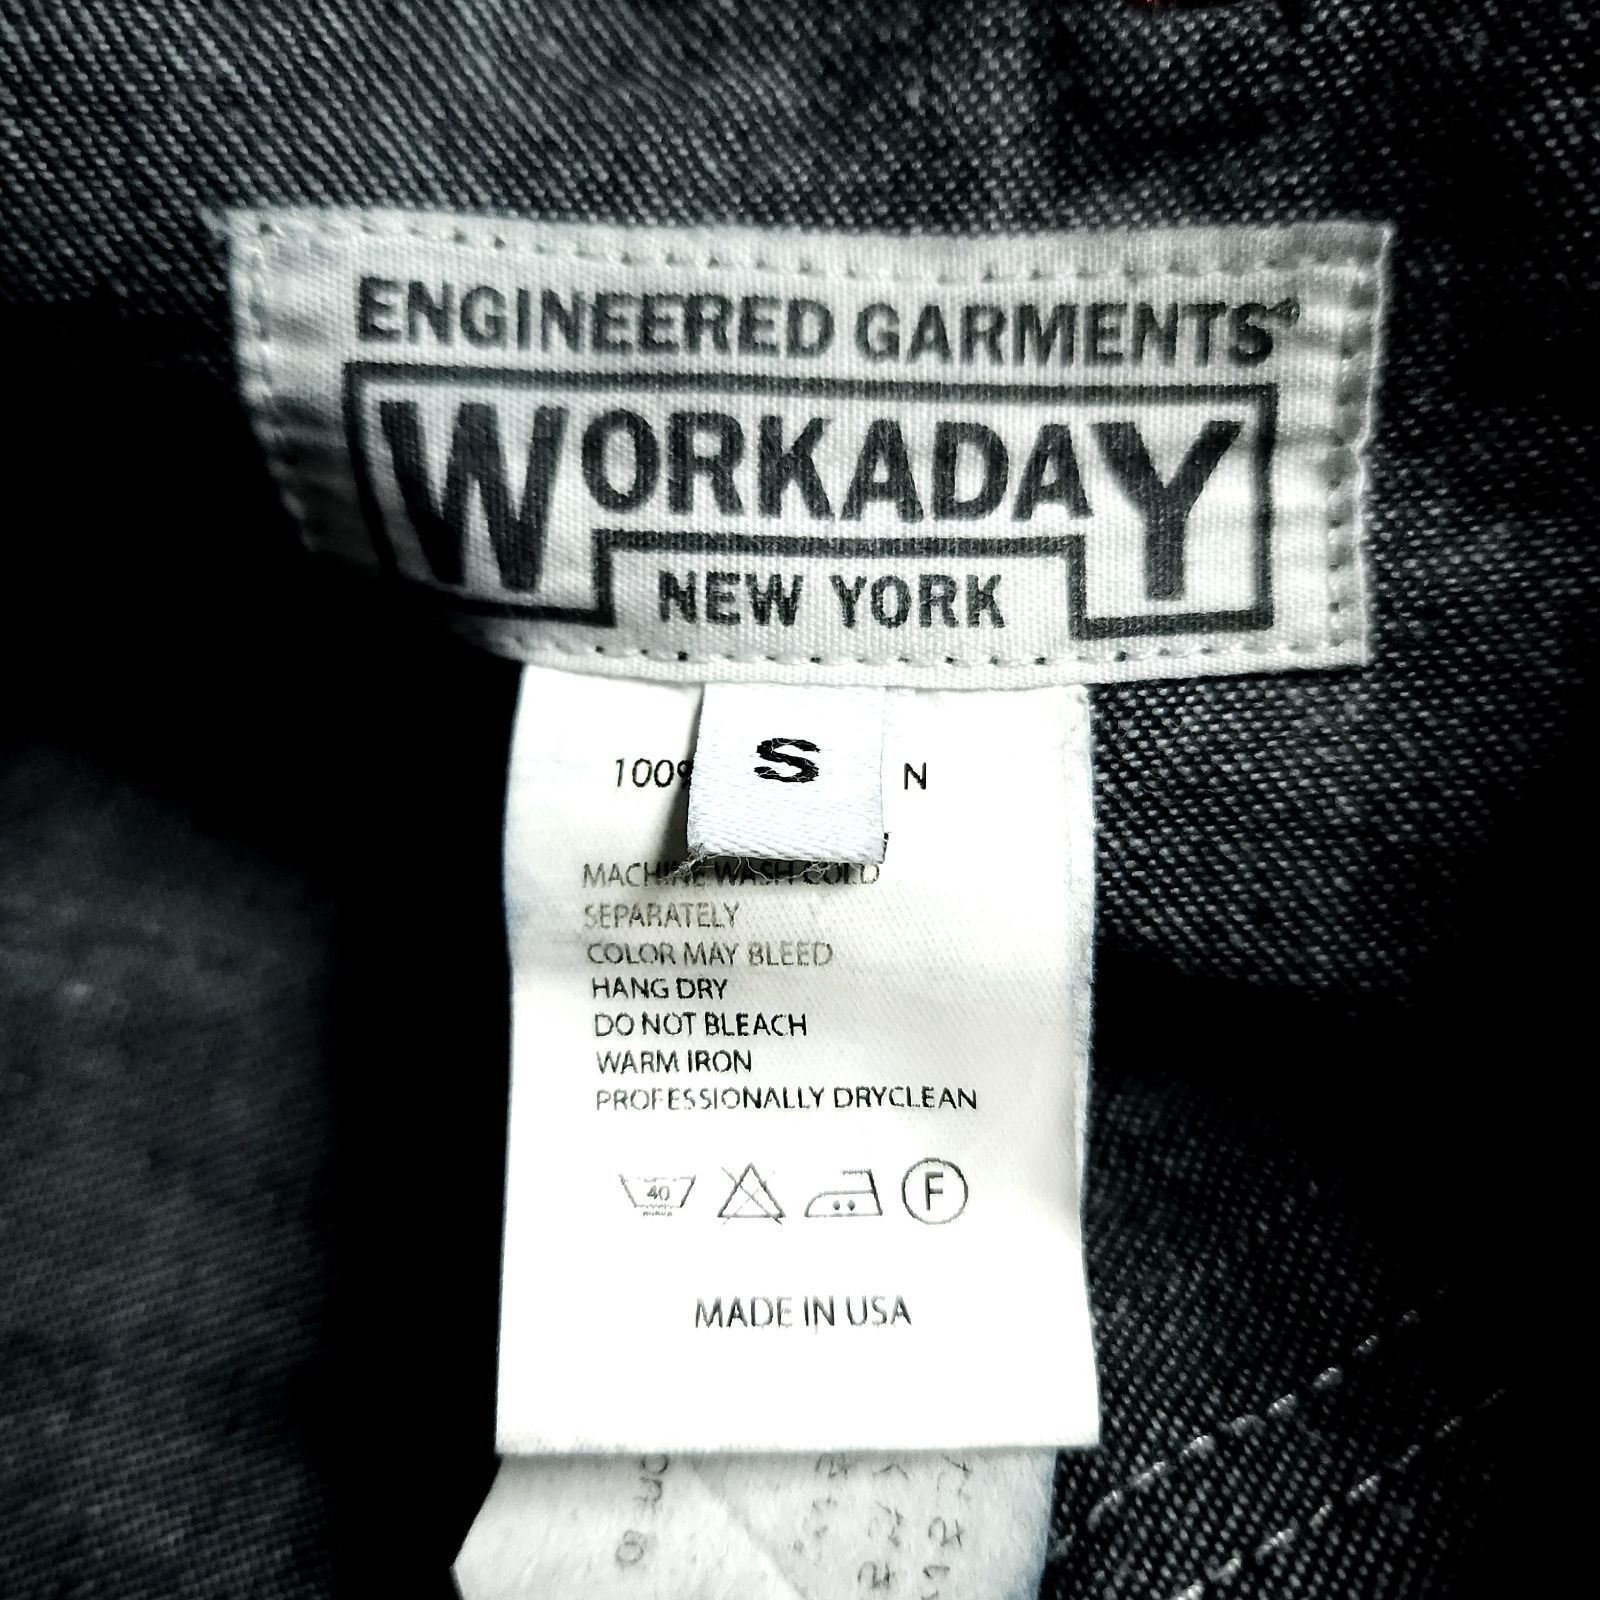 ENGINEERED GARMENTS®
WORKADAY
NEW YORK
S
100% N
MACHINE WASH COLD
SEPARATELY
COLOR MAY BLEED
HANG DRY
DO NOT BLEACH
WARM IRON
PROFESSIONALLY DRYCLEAN
40
F
MADE IN USA